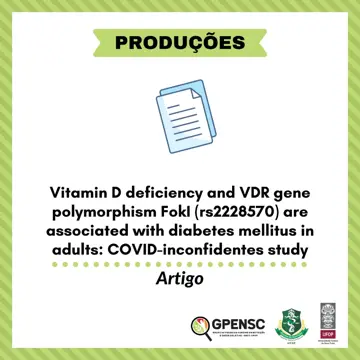 PRODUÇÕES
Vitamin D deficiency and VDR gene
polymorphism FokI (rs2228570) are
associated with diabetes mellitus in
adults: COVID-inconfidentes study
Artigo
GPENSC
UFOP